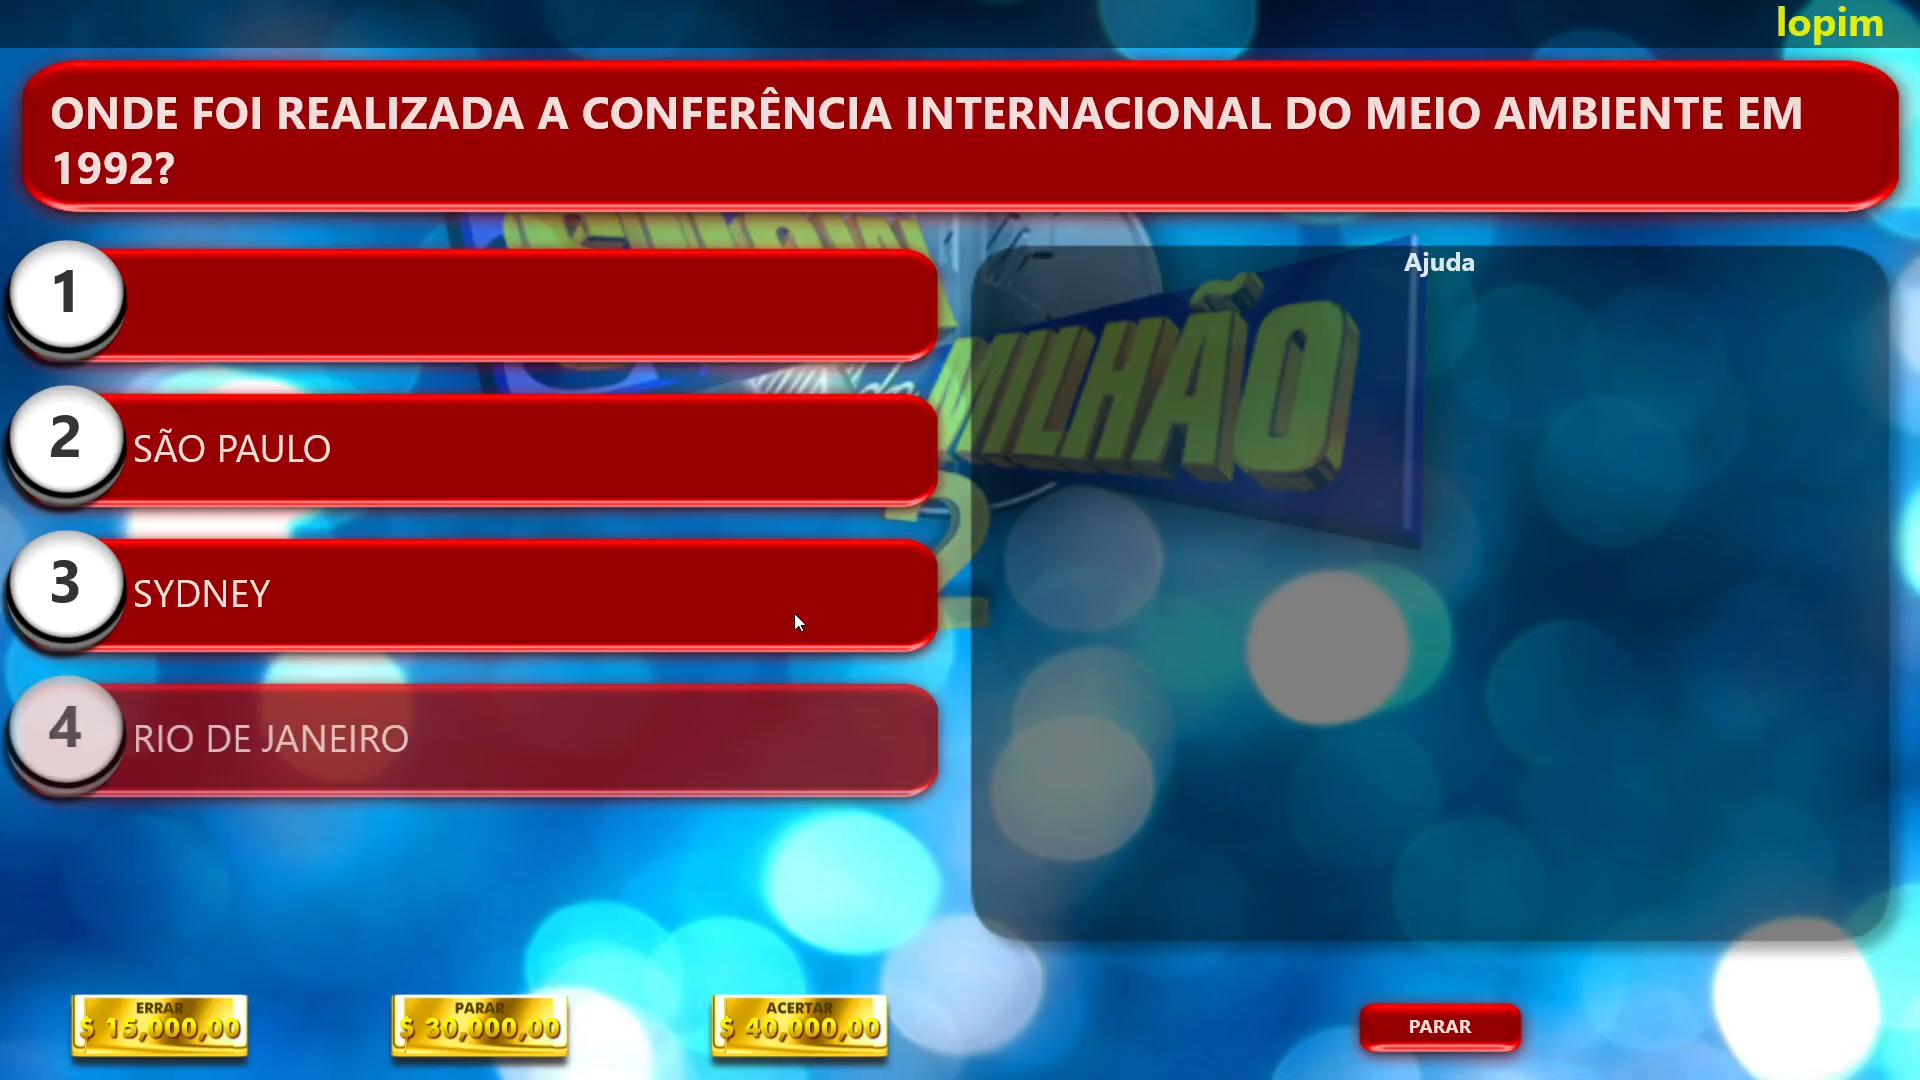 lopim
ONDE FOI REALIZADA A CONFERÊNCIA INTERNACIONAL DO MEIO AMBIENTE EM
1992?
1
2 SÃO PAULO
3 SYDNEY
4 RIO DE JANEIRO
Ajuda
MILHÃO
2
ERRAR
$ 15,000,00
PARAR
$ 30,000,00
ACERTAR
$ 40,000,00
PARAR